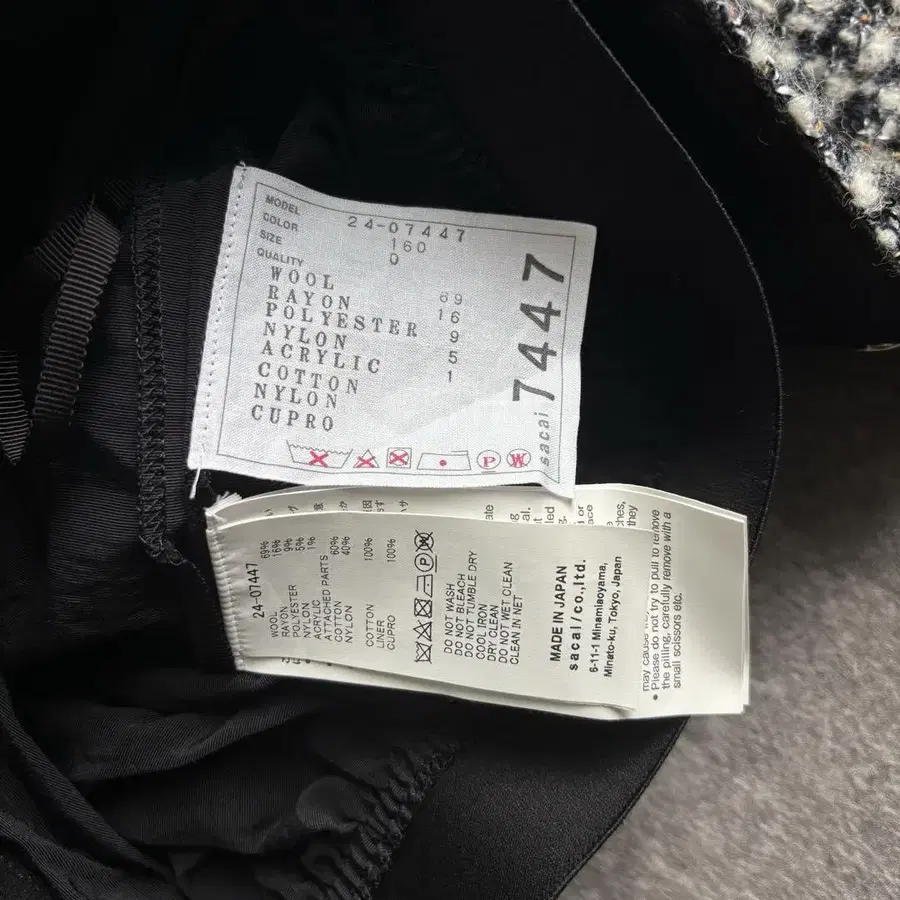 MODEL 24-07447
COLOR 160
SIZE 0
QUALITY
WOOL 69
RAYON 16
POLYESTER 9
NYLON 5
ACRYLIC 1
COTTON
NYLON
CUPRO
P W
sacai 7447
24-07447
WOOL 69%
RAYON 16%
POLYESTER 9%
NYLON 5%
ACRYLIC 1%
ATTACHED PARTS
COTTON 60%
NYLON 40%
COTTON 100%
LINER
CUPRO 100%
P W
DO NOT WASH
DO NOT BLEACH
DO NOT TUMBLE DRY
COOL IRON
DRY CLEAN
DO NOT WET CLEAN
CLEAN IN NET
MADE IN JAPAN
sacai/co.,ltd.
6-11-1 Minamiaoyama,
Minato-ku, Tokyo, Japan
may cause
• Please do not try to pull to remove
the pilling, carefully remove with a
small scissors etc.
they